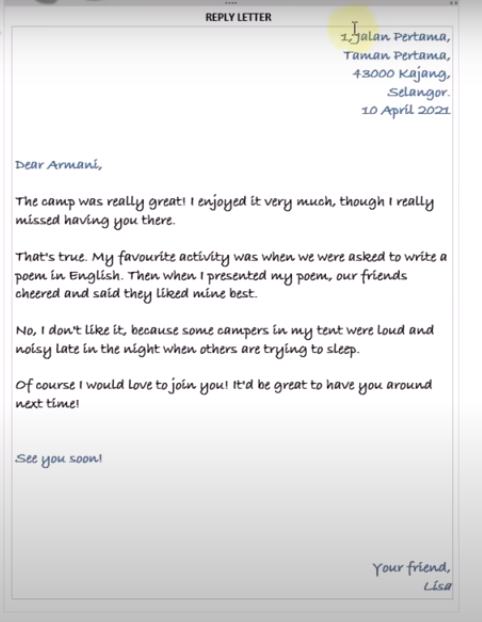 REPLY LETTER
1, Jalan Pertama,
Taman Pertama,
43000 Kajang,
Selangor.
10 April 2021
Dear Armani,
The camp was really great! I enjoyed it very much, though I really
missed having you there.
That's true. My favourite activity was when we were asked to write a
poem in English. Then when I presented my poem, our friends
cheered and said they liked mine best.
No, I don't like it, because some campers in my tent were loud and
noisy late in the night when others are trying to sleep.
Of course I would love to join you! It'd be great to have you around
next time!
See you soon!
Your friend,
Lisa